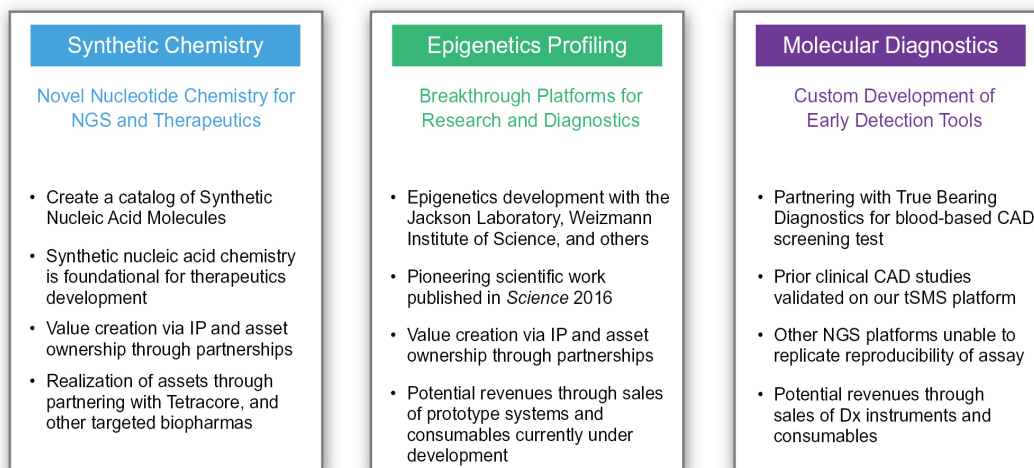 Synthetic Chemistry
Novel Nucleotide Chemistry for
NGS and Therapeutics
• Create a catalog of Synthetic
Nucleic Acid Molecules
• Synthetic nucleic acid chemistry
is foundational for therapeutics
development
• Value creation via IP and asset
ownership through partnerships
• Realization of assets through
partnering with Tetracore, and
other targeted biopharmas
Epigenetics Profiling
Breakthrough Platforms for
Research and Diagnostics
• Epigenetics development with the
Jackson Laboratory, Weizmann
Institute of Science, and others
• Pioneering scientific work
published in Science 2016
• Value creation via IP and asset
ownership through partnerships
• Potential revenues through sales
of prototype systems and
consumables currently under
development
Molecular Diagnostics
Custom Development of
Early Detection Tools
• Partnering with True Bearing
Diagnostics for blood-based CAD
screening test
• Prior clinical CAD studies
validated on our tSMS platform
• Other NGS platforms unable to
replicate reproducibility of assay
• Potential revenues through
sales of Dx instruments and
consumables